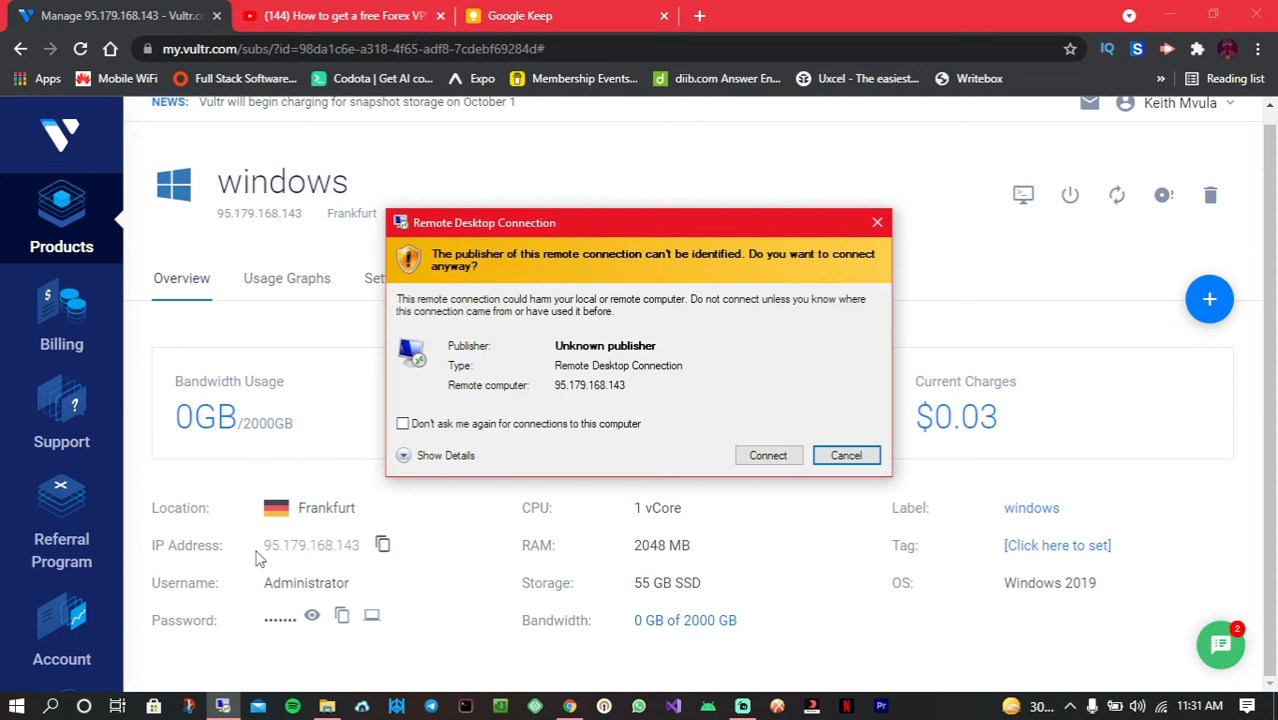 Manage 95.179.168.143 - Vultr.cc
(144) How to get a free Forex VPS
Google Keep
my.vultr.com/subs/?id=98da1c6e-a318-4f65-adf8-7cdebf69284d#
Apps
Mobile WiFi
Full Stack Software...
Codota | Get AI co...
Expo
Membership Events...
diib.com Answer En...
Uxcel - The easiest...
Writebox
»
Reading list
NEWS: Vultr will begin charging for snapshot storage on October 1
Keith Mvula
windows
95.179.168.143 Frankfurt
Products
Billing
Support
Referral
Program
Account
Overview
Usage Graphs
Set
Remote Desktop Connection
The publisher of this remote connection can't be identified. Do you want to connect
anyway?
This remote connection could harm your local or remote computer. Do not connect unless you know where
this connection came from or have used it before.
Publisher: Unknown publisher
Type: Remote Desktop Connection
Remote computer: 95.179.168.143
Don't ask me again for connections to this computer
Show Details
Connect
Cancel
Bandwidth Usage
0GB/2000GB
Current Charges
$0.03
Location: Frankfurt
IP Address: 95.179.168.143
Username: Administrator
Password: •••••••
CPU: 1 vCore
RAM: 2048 MB
Storage: 55 GB SSD
Bandwidth: 0 GB of 2000 GB
Label: windows
Tag: [Click here to set]
OS: Windows 2019
2
30...
11:31 AM